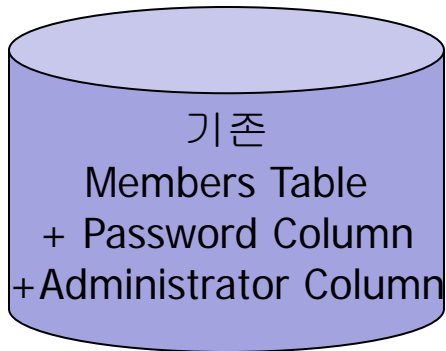 기존
Members Table
+ Password Column
+Administrator Column